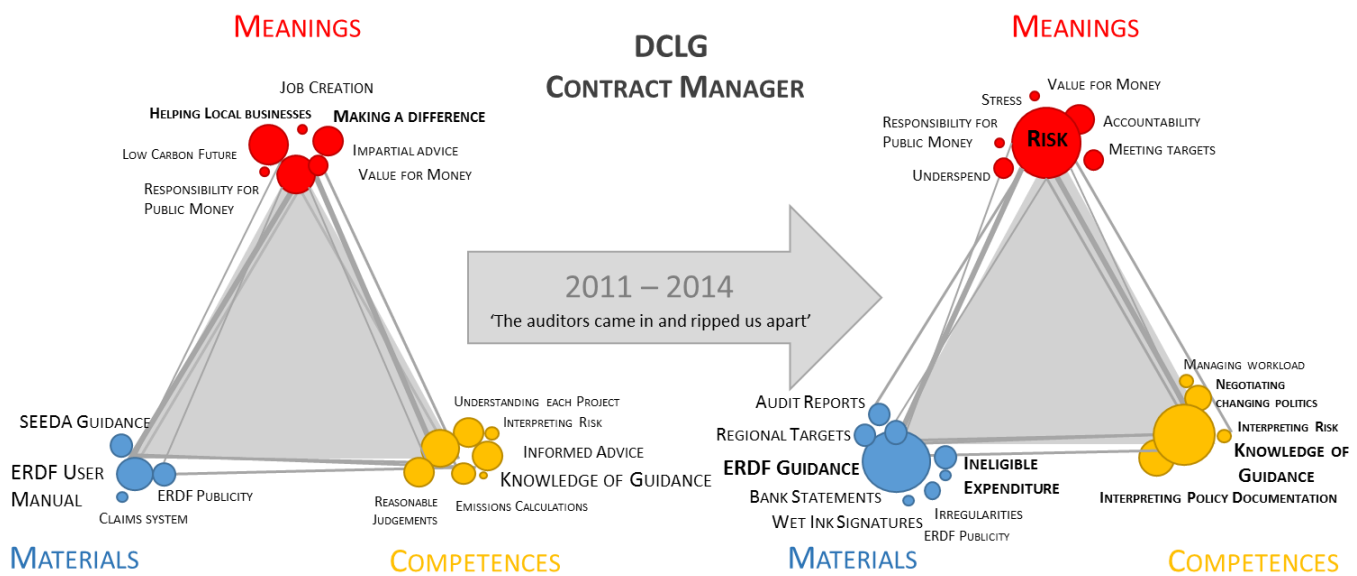 MEANINGS
DCLG
CONTRACT MANAGER
JOB CREATION
HELPING LOCAL BUSINESSES
MAKING A DIFFERENCE
LOW CARBON FUTURE
IMPARTIAL ADVICE
VALUE FOR MONEY
RESPONSIBILITY FOR
PUBLIC MONEY
SEEDA GUIDANCE
ERDF USER
MANUAL
ERDF PUBLICITY
CLAIMS SYSTEM
MATERIALS
UNDERSTANDING EACH PROJECT
INTERPRETING RISK
INFORMED ADVICE
KNOWLEDGE OF GUIDANCE
REASONABLE
JUDGEMENTS
EMISSIONS CALCULATIONS
COMPETENCES
2011 – 2014
‘The auditors came in and ripped us apart’
MEANINGS
VALUE FOR MONEY
STRESS
RESPONSIBILITY FOR
PUBLIC MONEY
RISK
ACCOUNTABILITY
MEETING TARGETS
UNDERSPEND
AUDIT REPORTS
REGIONAL TARGETS
ERDF GUIDANCE
BANK STATEMENTS
WET INK SIGNATURES
INELIGIBLE
EXPENDITURE
IRREGULARITIES
ERDF PUBLICITY
MATERIALS
MANAGING WORKLOAD
NEGOTIATING
CHANGING POLITICS
INTERPRETING RISK
KNOWLEDGE OF
GUIDANCE
INTERPRETING POLICY DOCUMENTATION
COMPETENCES